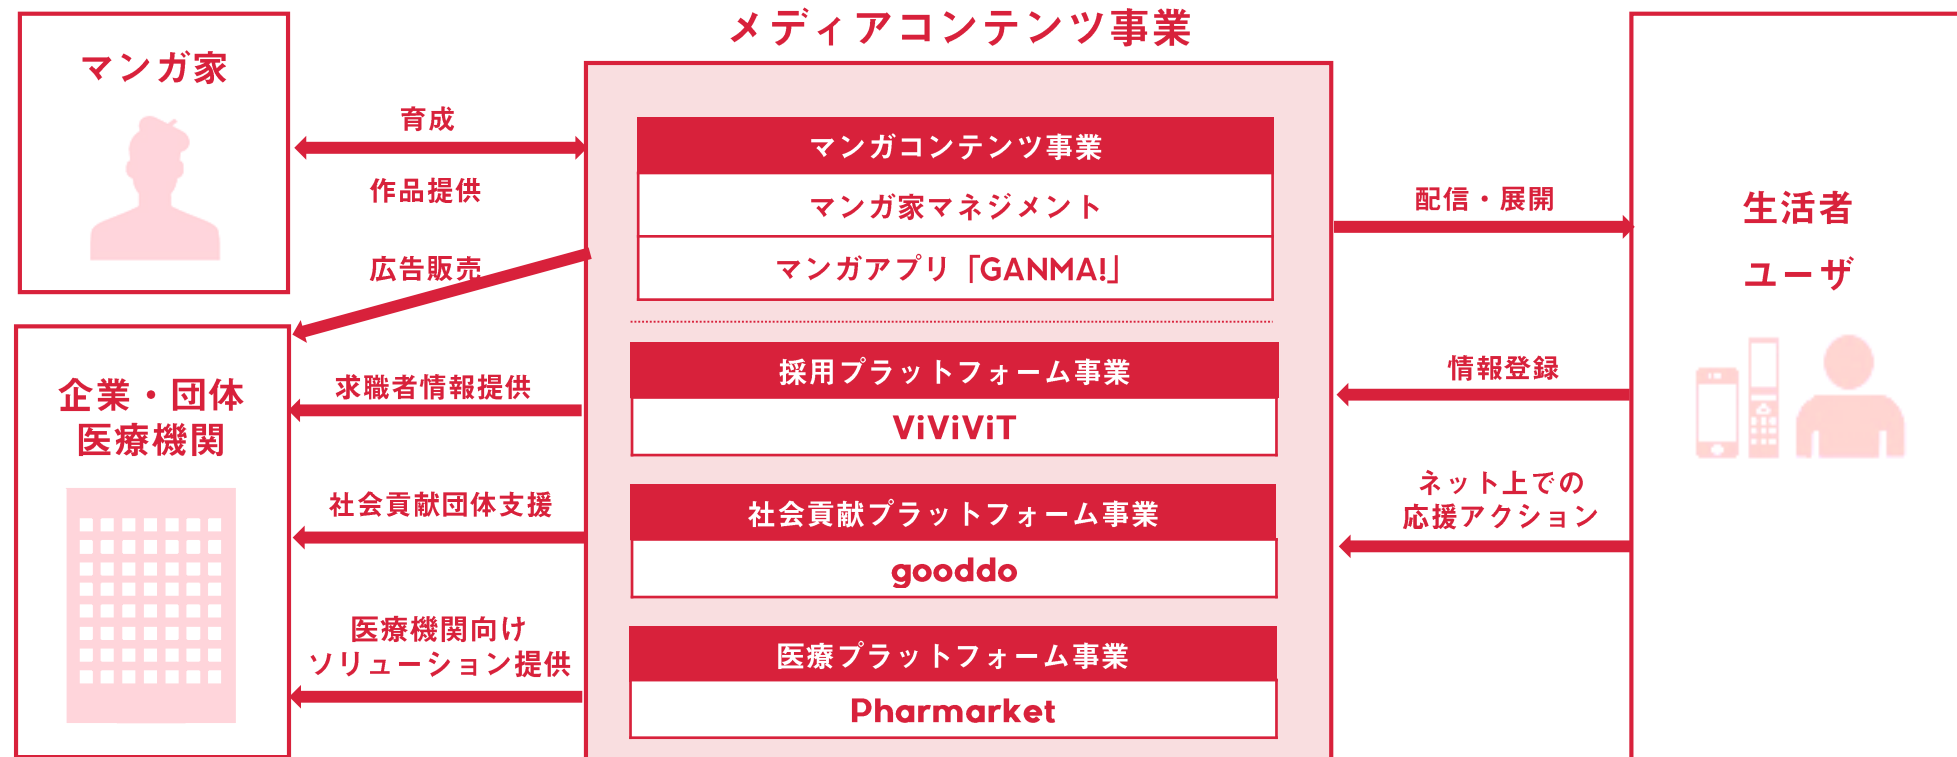 メディアコンテンツ事業
マンガ家
育成
作品提供
広告販売
企業・団体
医療機関
求職者情報提供
社会貢献団体支援
医療機関向け
ソリューション提供
マンガコンテンツ事業
マンガ家マネジメント
マンガアプリ「GANMA!」
採用プラットフォーム事業
ViViViT
社会貢献プラットフォーム事業
gooddo
医療プラットフォーム事業
Pharmarket
配信・展開
情報登録
ネット上での
応援アクション
生活者
ユーザ